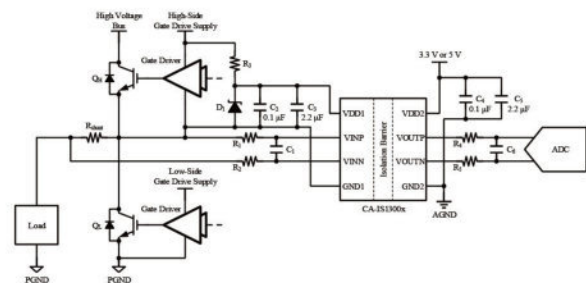 High Voltage
Bus
High-Side
Gate Drive Supply
Gate Driver
QH
R3
D1
C2
0.1 μF
C3
2.2 μF
3.3 V or 5 V
C4
0.1 μF
C5
2.2 μF
VDD1
VINP
VINN
GND1
Isolation Barrier
VDD2
VOUTP
VOUTN
GND2
CA-IS1300x
Rshunt
R1
R2
C1
R4
R5
C6
ADC
AGND
Low-Side
Gate Drive Supply
Gate Driver
QL
Load
PGND
PGND